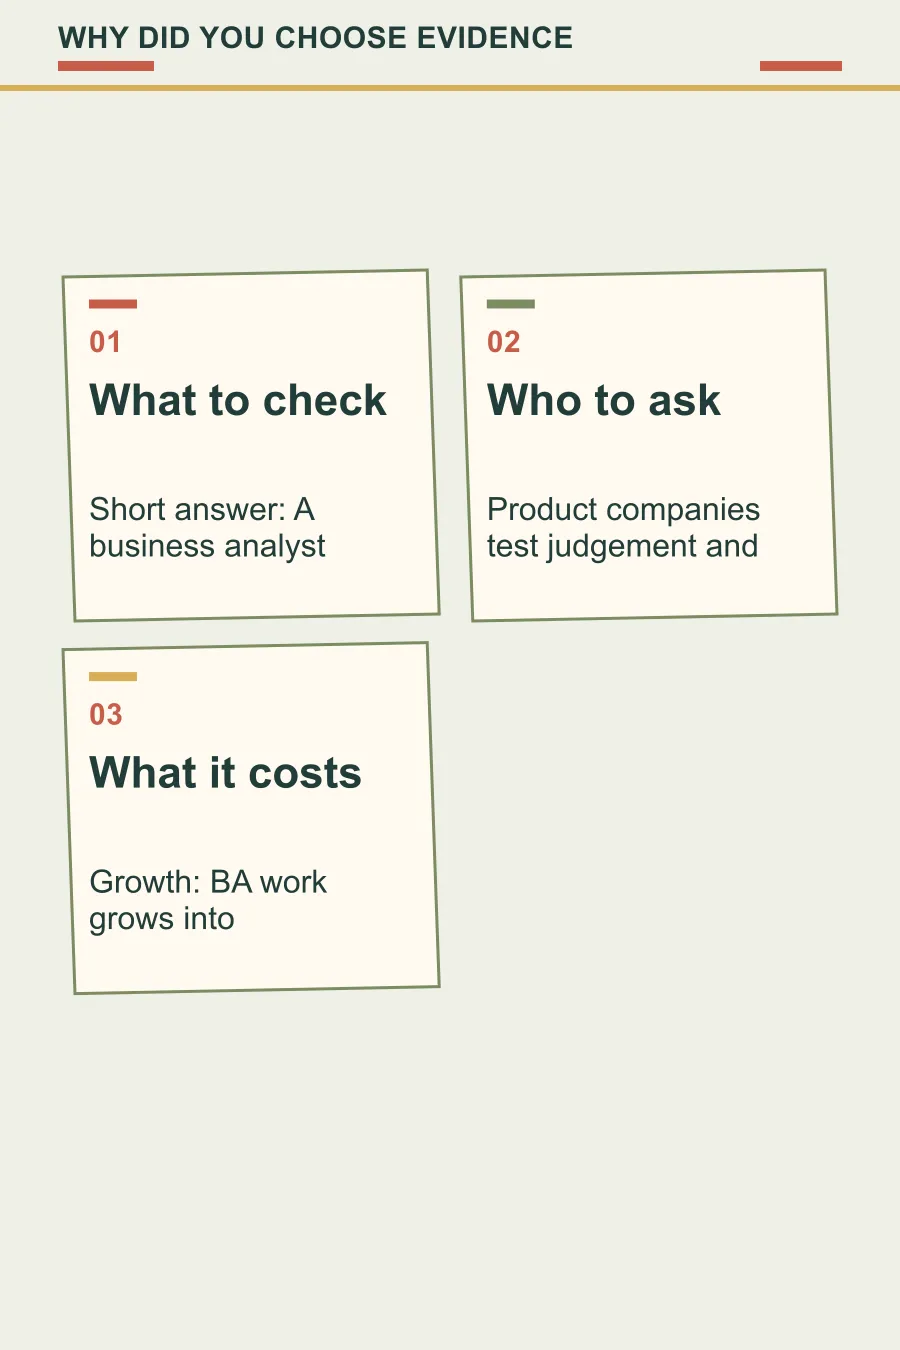 WHY DID YOU CHOOSE EVIDENCE
01
What to check
Short answer: A
business analyst
02
Who to ask
Product companies
test judgement and
03
What it costs
Growth: BA work
grows into